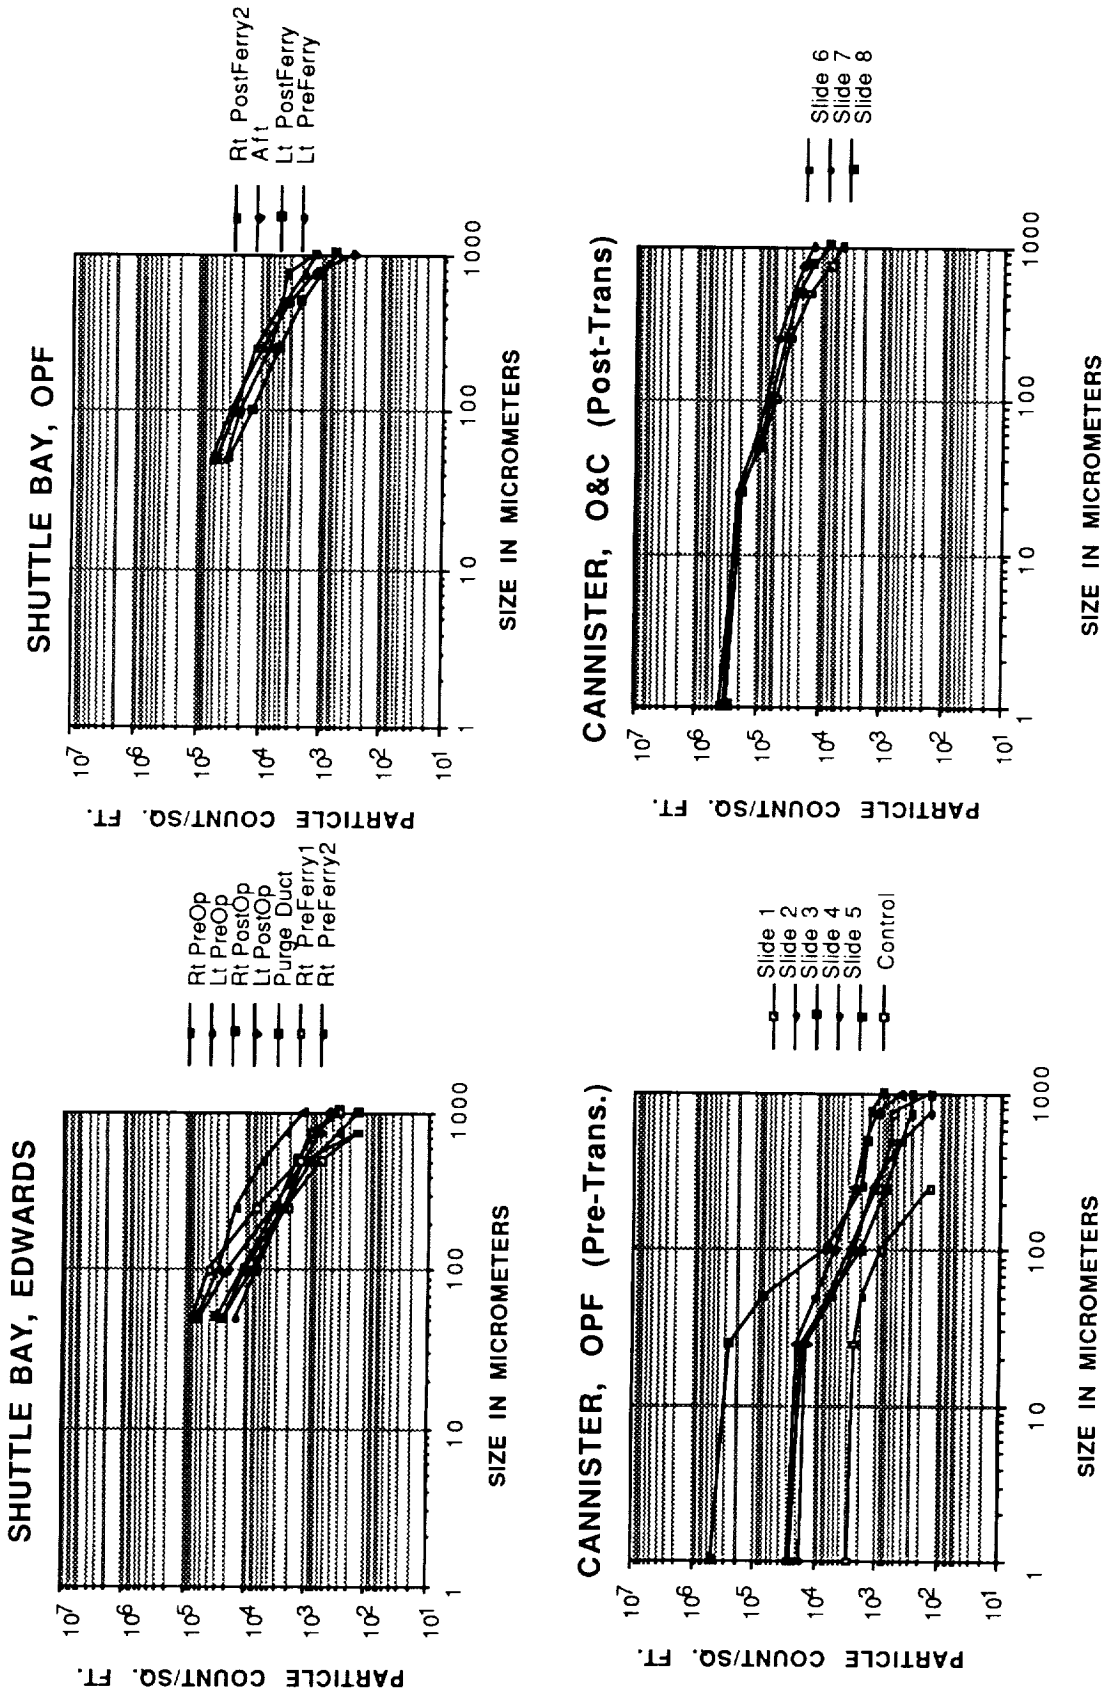 SHUTTLE BAY, EDWARDS
PARTICLE COUNT/SQ. FT.
10^7
10^6
10^5
10^4
10^3
10^2
10^1
1
10
100
1000
SIZE IN MICROMETERS
Rt PreOp
Lt PreOp
Rt PostOp
Lt PostOp
Purge Duct
Rt PreFerry1
Rt PreFerry2
SHUTTLE BAY, OPF
PARTICLE COUNT/SQ. FT.
10^7
10^6
10^5
10^4
10^3
10^2
10^1
1
10
100
1000
SIZE IN MICROMETERS
Rt PostFerry2
Aft
Lt PostFerry
Lt PreFerry
CANNISTER, OPF (Pre-Trans.)
PARTICLE COUNT/SQ. FT.
10^7
10^6
10^5
10^4
10^3
10^2
10^1
1
10
100
1000
SIZE IN MICROMETERS
Slide 1
Slide 2
Slide 3
Slide 4
Slide 5
Control
CANNISTER, O&C (Post-Trans)
PARTICLE COUNT/SQ. FT.
10^7
10^6
10^5
10^4
10^3
10^2
10^1
1
10
100
1000
SIZE IN MICROMETERS
Slide 6
Slide 7
Slide 8